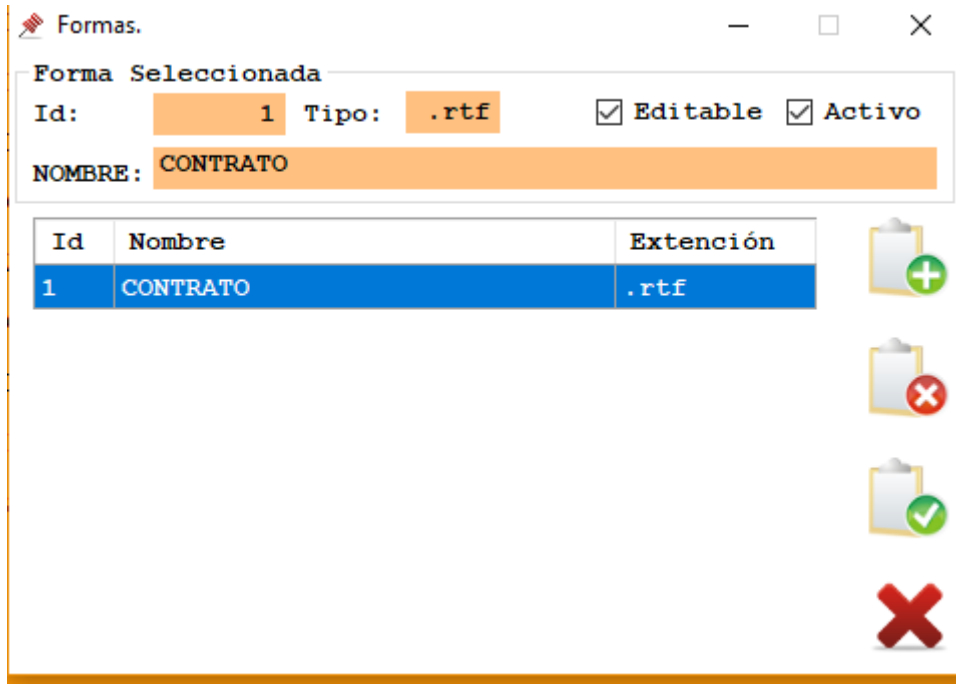 Formas.
Forma Seleccionada
Id: 1 Tipo: .rtf Editable Activo
NOMBRE: CONTRATO
Id Nombre Extención
1 CONTRATO .rtf